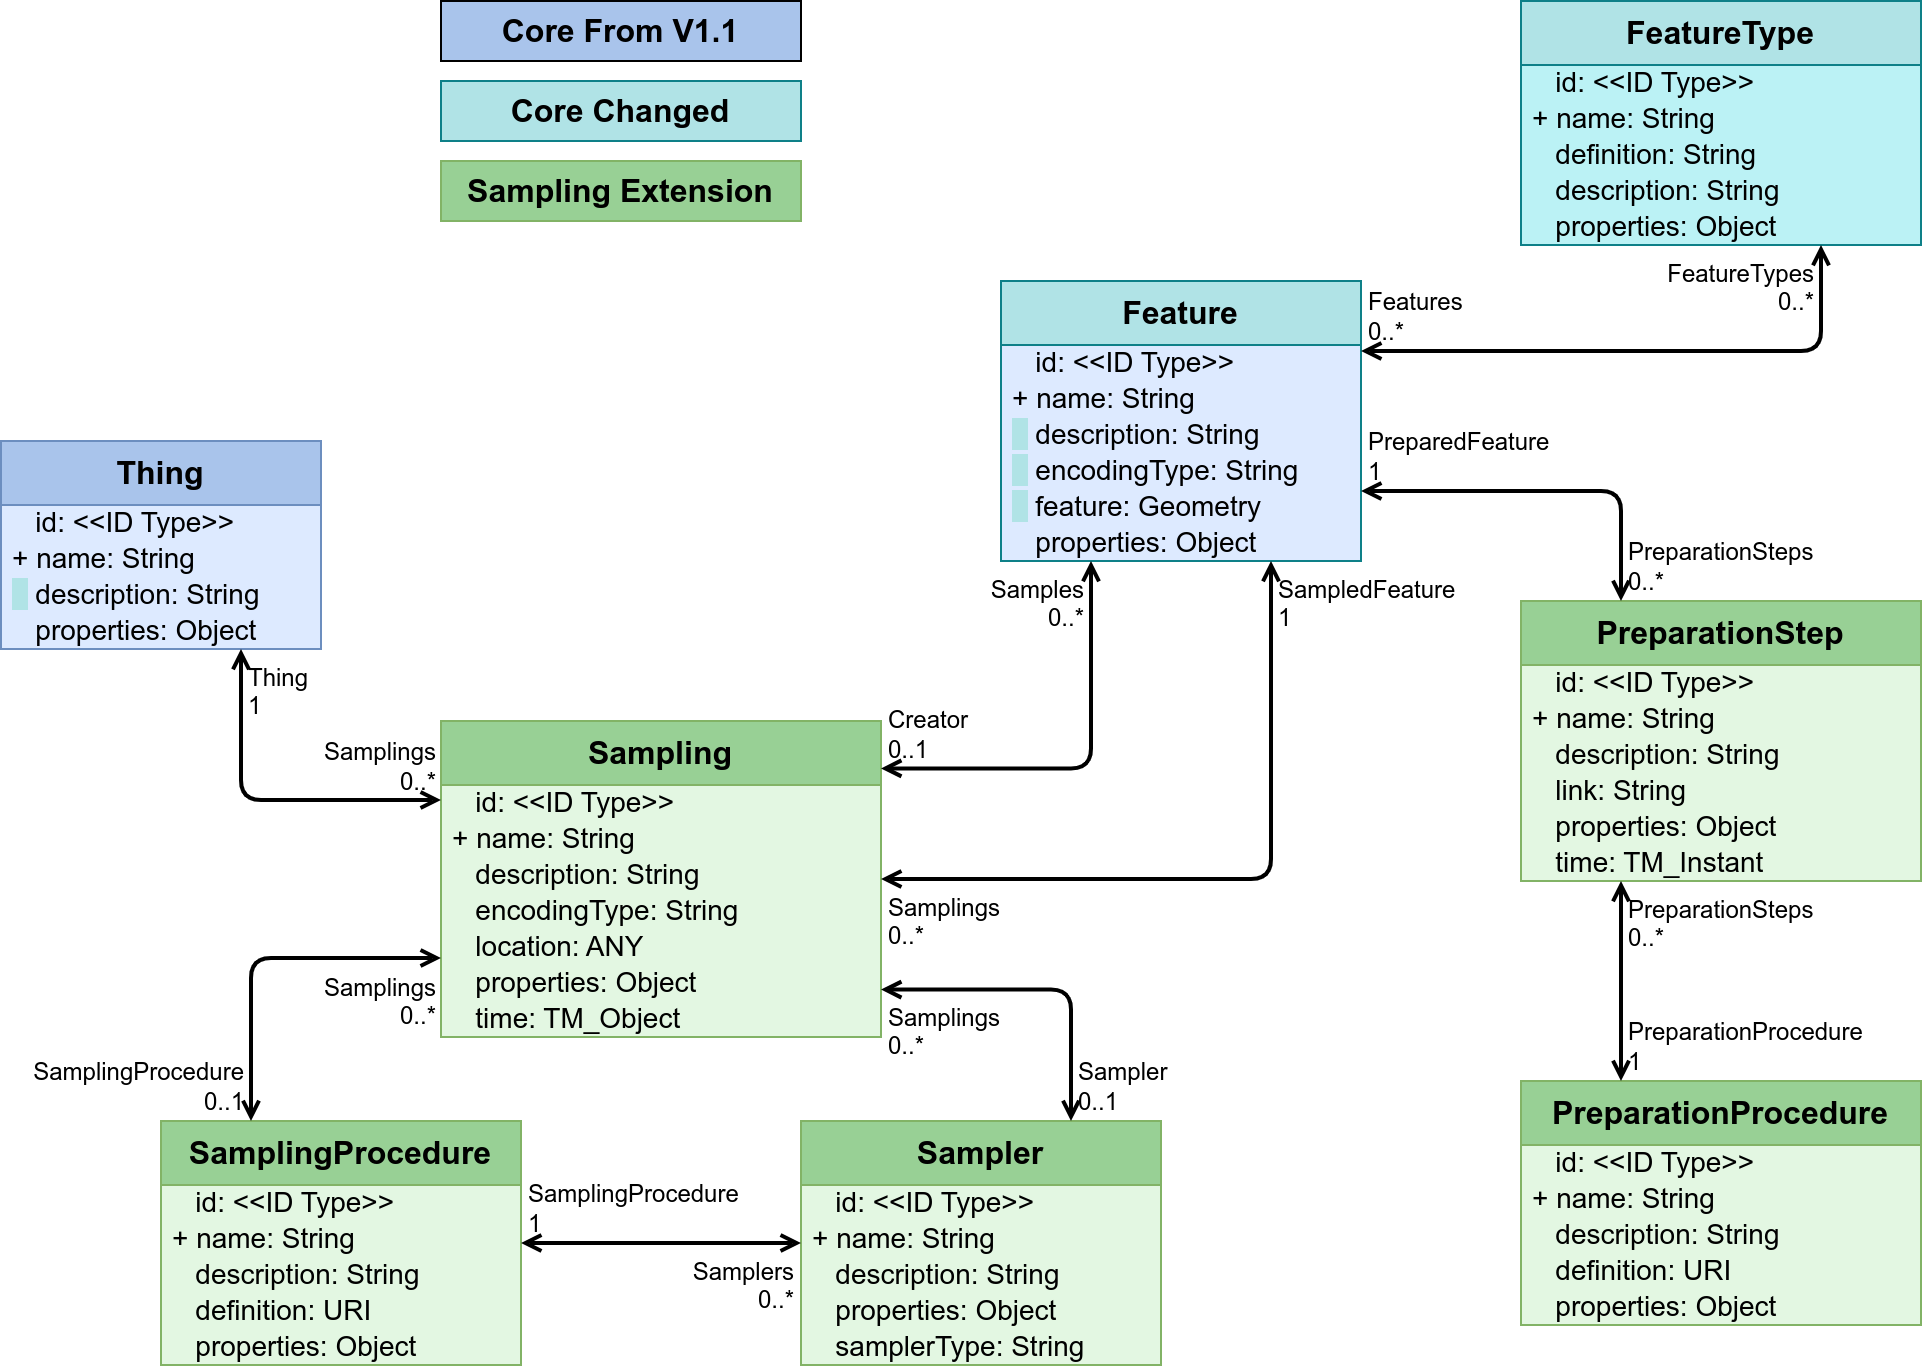 Core From V1.1
Core Changed
Sampling Extension
FeatureType
id: <<ID Type>>
+ name: String
definition: String
description: String
properties: Object
FeatureTypes
0..*
Feature
id: <<ID Type>>
+ name: String
description: String
encodingType: String
feature: Geometry
properties: Object
Features
0..*
PreparedFeature
1
PreparationSteps
0..*
Samples
0..*
SampledFeature
1
Thing
id: <<ID Type>>
+ name: String
description: String
properties: Object
Thing
1
Samplings
0..*
Sampling
id: <<ID Type>>
+ name: String
description: String
encodingType: String
location: ANY
properties: Object
time: TM_Object
Creator
0..1
Samplings
0..*
Samplings
0..*
Samplings
0..*
SamplingProcedure
0..1
Sampler
0..1
PreparationStep
id: <<ID Type>>
+ name: String
description: String
link: String
properties: Object
time: TM_Instant
PreparationSteps
0..*
PreparationProcedure
1
SamplingProcedure
id: <<ID Type>>
+ name: String
description: String
definition: URI
properties: Object
SamplingProcedure
1
Samplers
0..*
Sampler
id: <<ID Type>>
+ name: String
description: String
properties: Object
samplerType: String
PreparationProcedure
id: <<ID Type>>
+ name: String
description: String
definition: URI
properties: Object